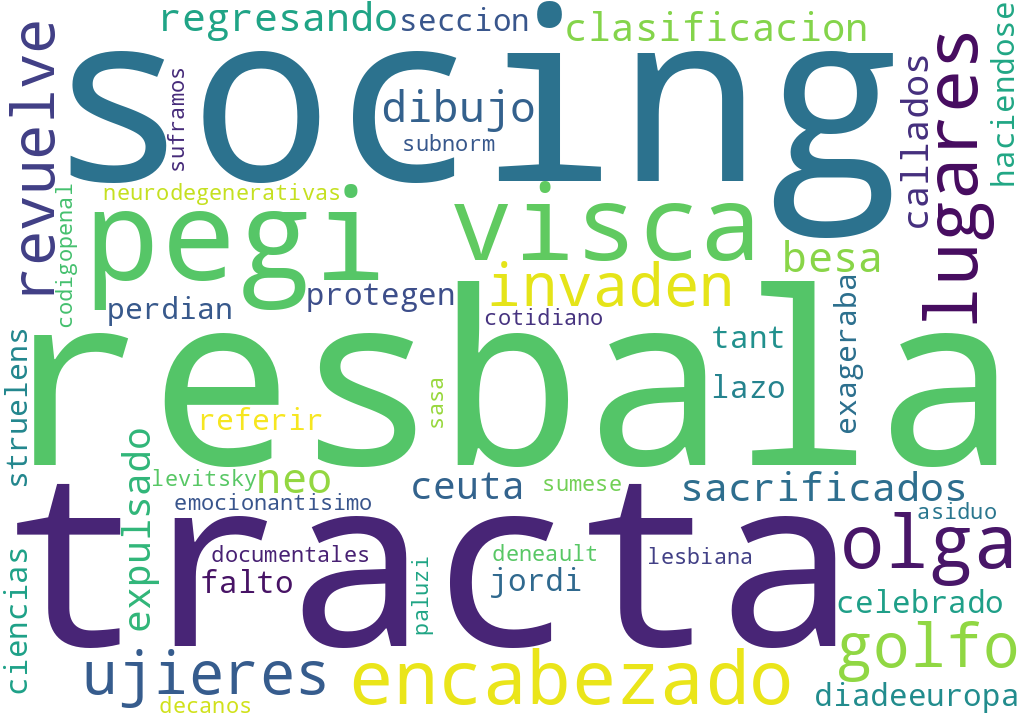 regresando
seccion
clasificacion
haciendose
socing
revuelve
suframos
dibujo
subnorm
callados
lugares
neurodegenerativas
codigopenal
pegi
visca
besa
invaden
protegen
perdian
cotidiano
exageraba
tant
lazo
resbala
struelens
referir
sasa
expulsado
levitsky
neo
ceuta
sumese
sacrificados
emocionantisimo
asiduo
tracta
olga
documentales
deneault
lesbiana
falto
jordi
paluzi
ciencias
celebrado
golfo
ujieres
encabezado
diadeeuropa
decanos